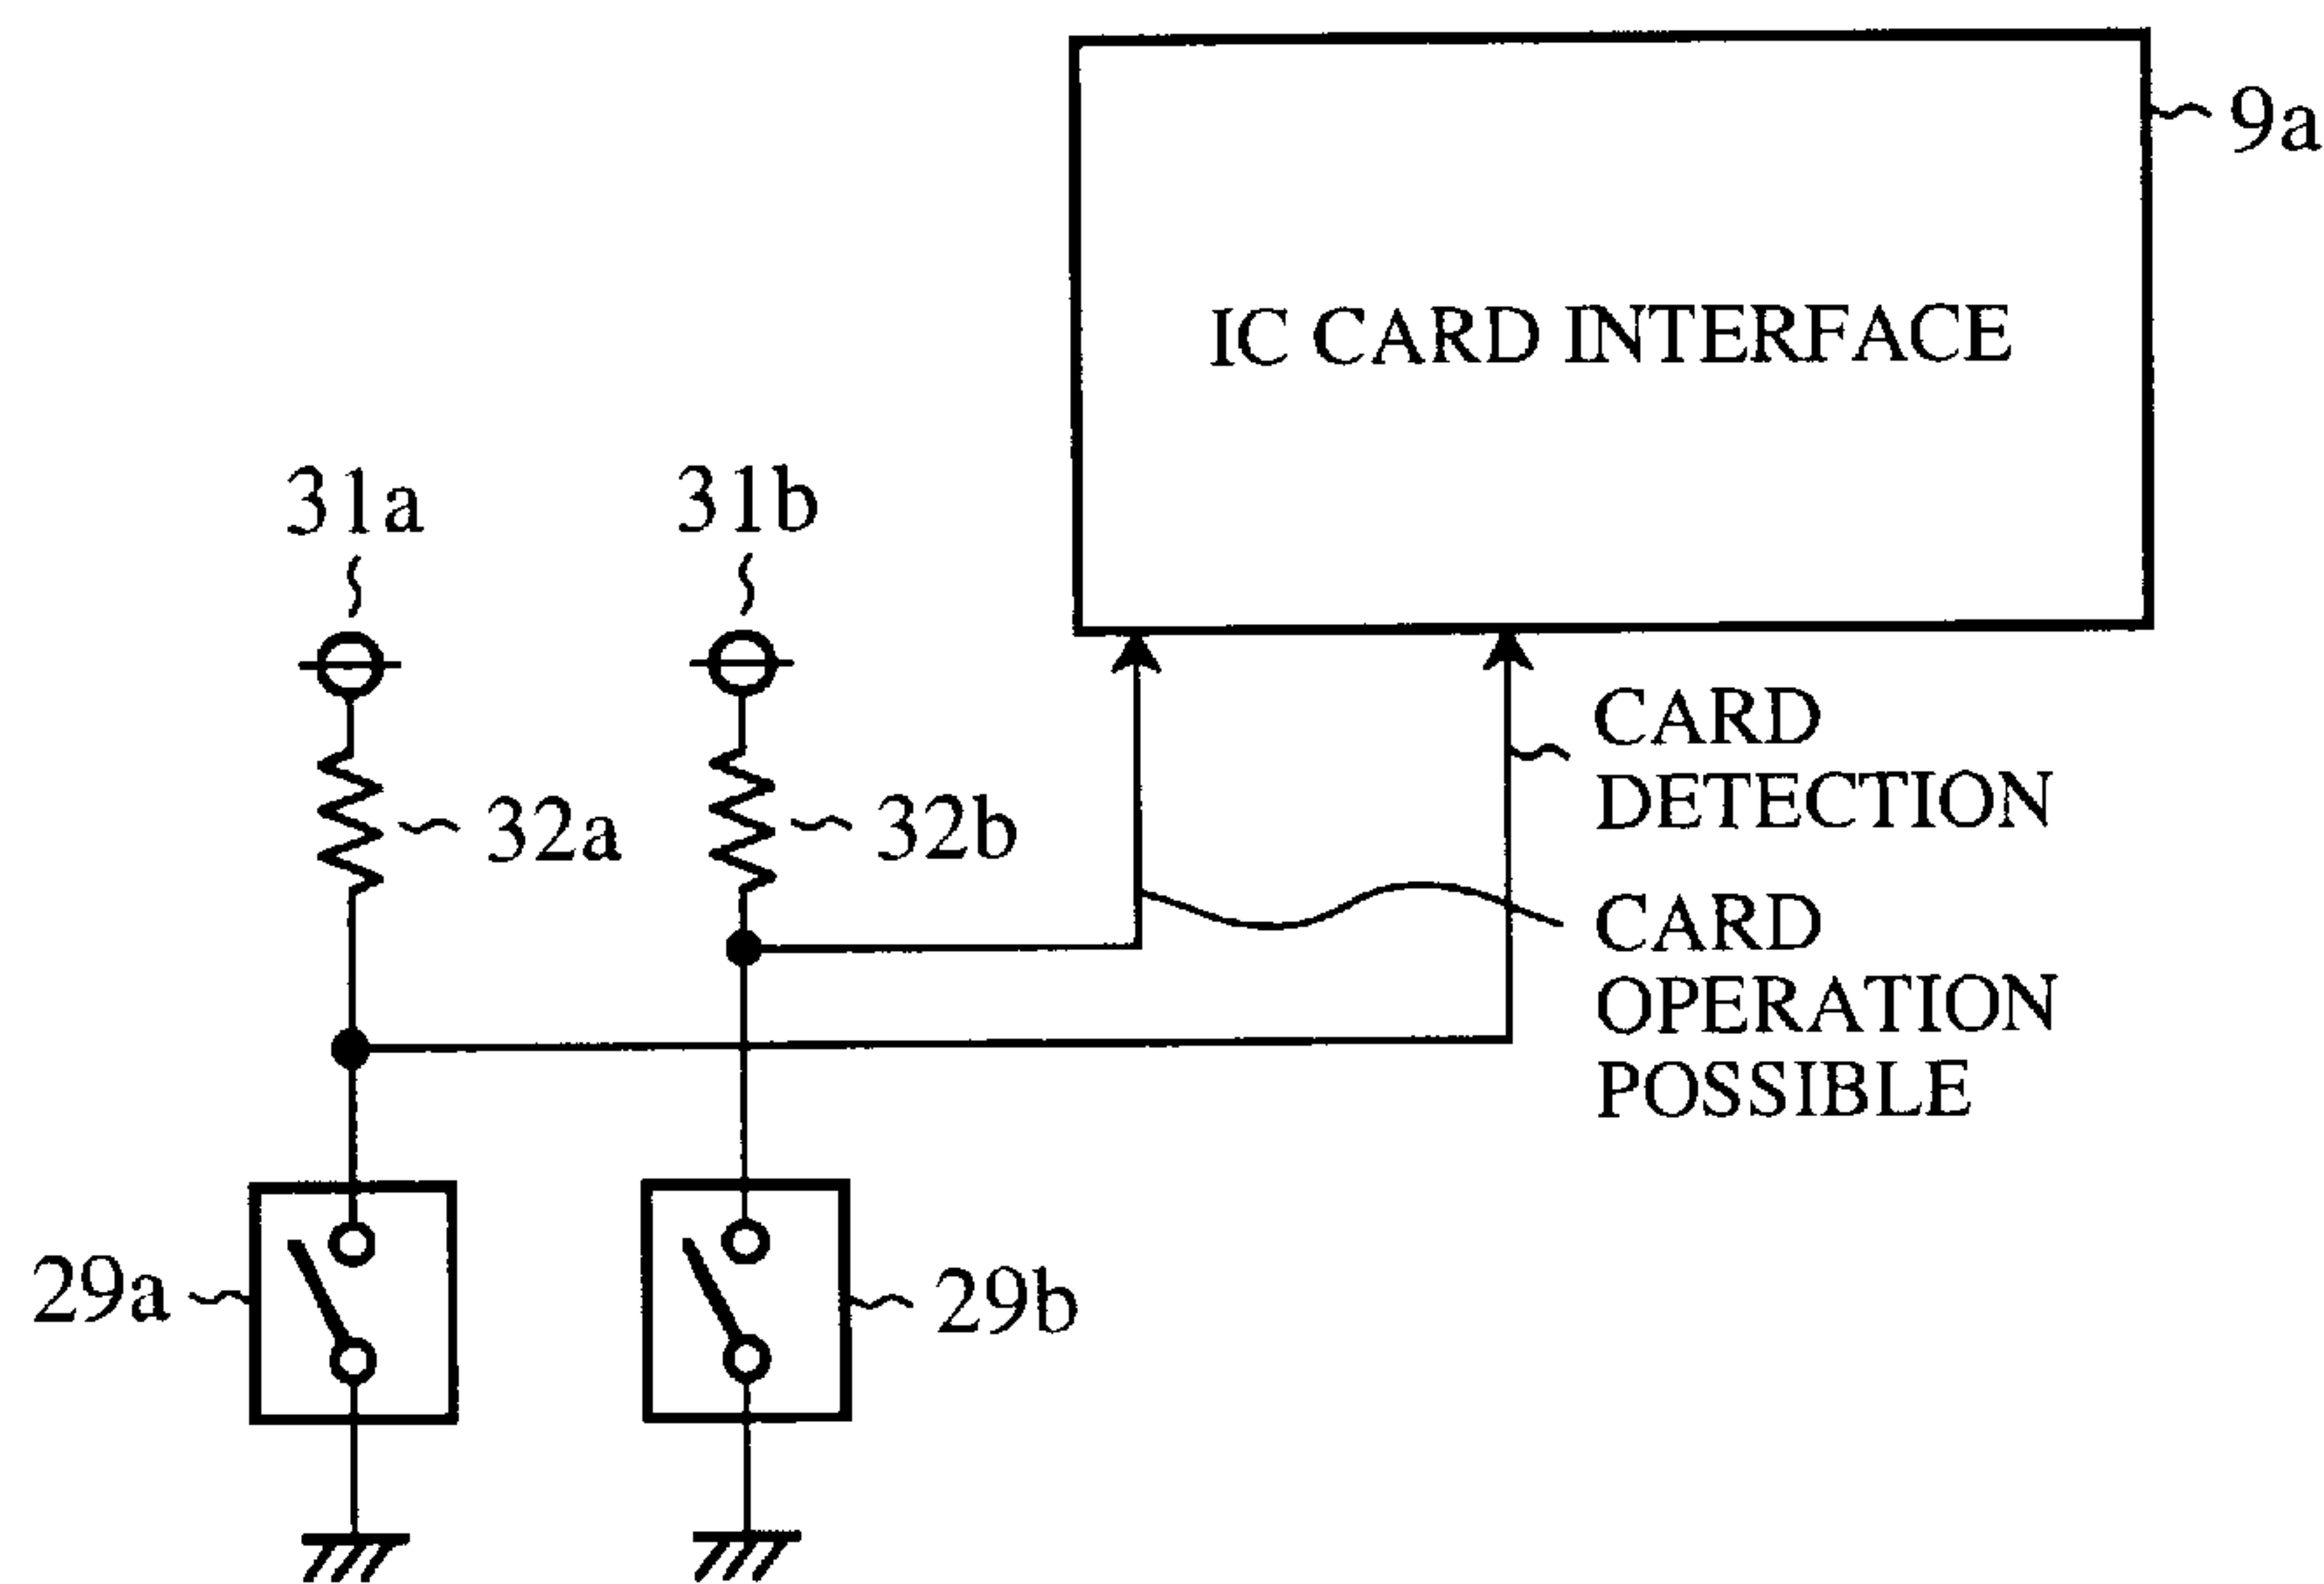 9a
IC CARD INTERFACE
31a
31b
CARD
DETECTION
32a
32b
CARD
OPERATION
POSSIBLE
29a
29b